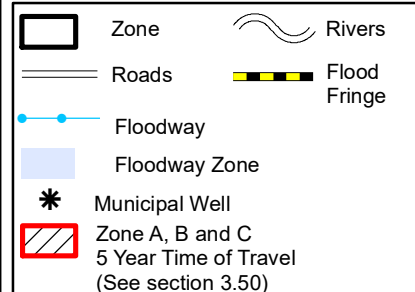 Zone
Rivers
Roads
Flood
Fringe
Floodway
Floodway Zone
Municipal Well
Zone A, B and C
5 Year Time of Travel
(See section 3.50)